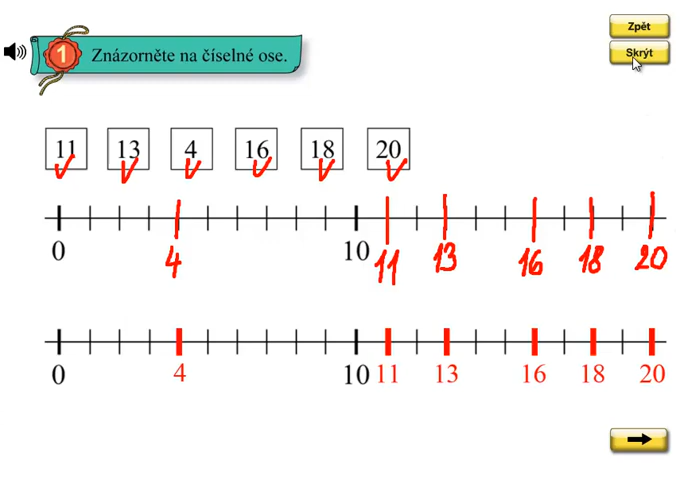 Zpět
1 Znázorněte na číselné ose.
Skrýt
11 13 4 16 18 20
0 4 10 11 13 16 18 20
0 4 10 11 13 16 18 20